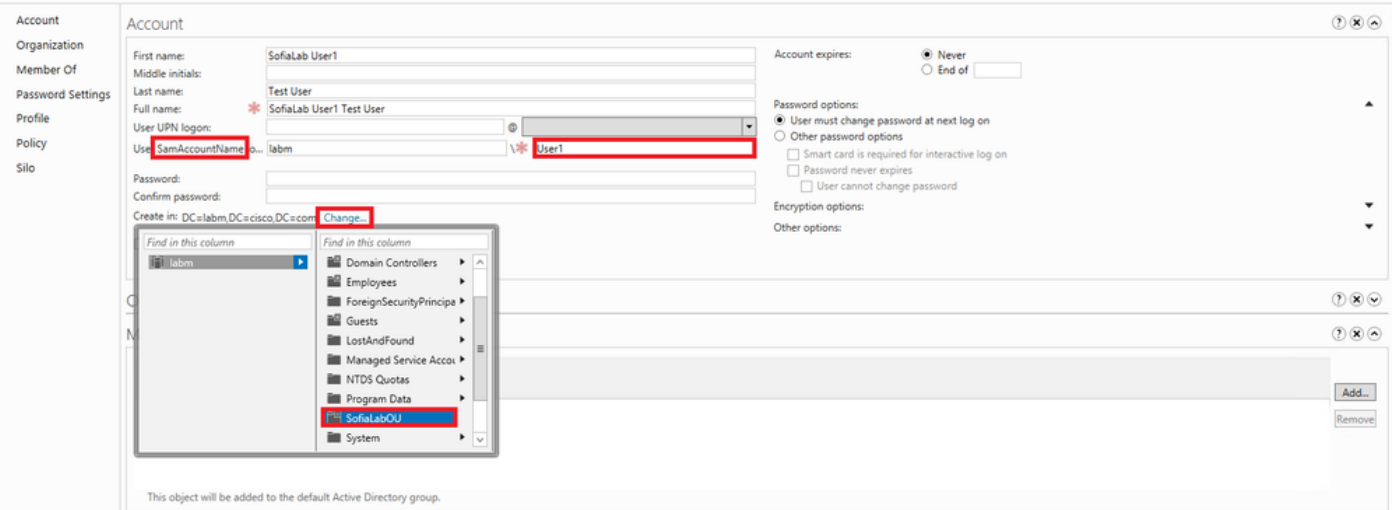 Account
Organization
Member Of
Password Settings
Profile
Policy
Silo
Account
First name: SofiaLab User1
Middle initials:
Last name: Test User
Full name: * SofiaLab User1 Test User
User UPN logon: @
Use SamAccountName o... labm \* User1
Password:
Confirm password:
Create in: DC=labm,DC=cisco,DC=com Change...
Find in this column
labm
Find in this column
Domain Controllers
Employees
ForeignSecurityPrincipa
Guests
LostAndFound
Managed Service Accou
NTDS Quotas
Program Data
SofiaLabOU
System
Account expires: Never
End of
Password options:
User must change password at next log on
Other password options
Smart card is required for interactive log on
Password never expires
User cannot change password
Encryption options:
Other options:
O
M
Add...
Remove
This object will be added to the default Active Directory group.